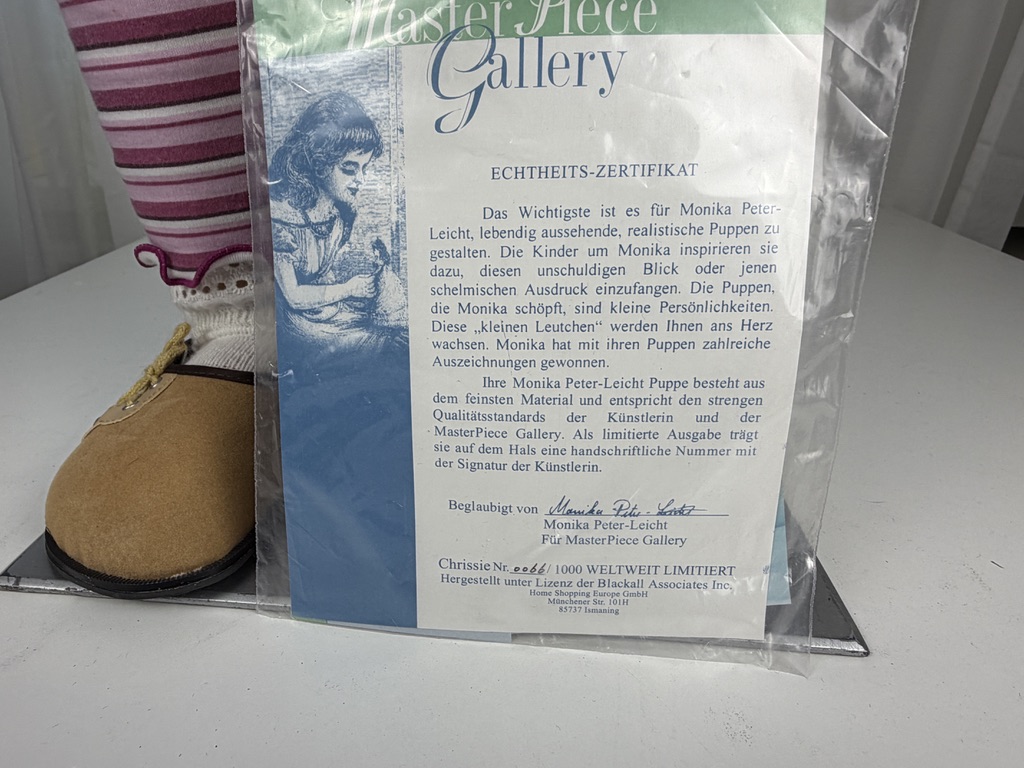 Master Piece
Gallery
ECHTHEITS-ZERTIFIKAT
Das Wichtigste ist es für Monika Peter-
Leicht, lebendig aussehende, realistische Puppen zu
gestalten. Die Kinder um Monika inspirieren sie
dazu, diesen unschuldigen Blick oder jenen
schelmischen Ausdruck einzufangen. Die Puppen,
die Monika schöpft, sind kleine Persönlichkeiten.
Diese „kleinen Leutchen“ werden Ihnen ans Herz
wachsen. Monika hat mit ihren Puppen zahlreiche
Auszeichnungen gewonnen.
Ihre Monika Peter-Leicht Puppe besteht aus
dem feinsten Material und entspricht den strengen
Qualitätsstandards der Künstlerin und der
MasterPiece Gallery. Als limitierte Ausgabe trägt
sie auf dem Hals eine handschriftliche Nummer mit
der Signatur der Künstlerin.
Beglaubigt von Monika Peter-Leicht
Monika Peter-Leicht
Für MasterPiece Gallery
Chrissie Nr. 0066 / 1000 WELTWEIT LIMITIERT
Hergestellt unter Lizenz der Blackall Associates Inc.
Home Shopping Europe GmbH
Münchener Str. 101H
85737 Ismaning